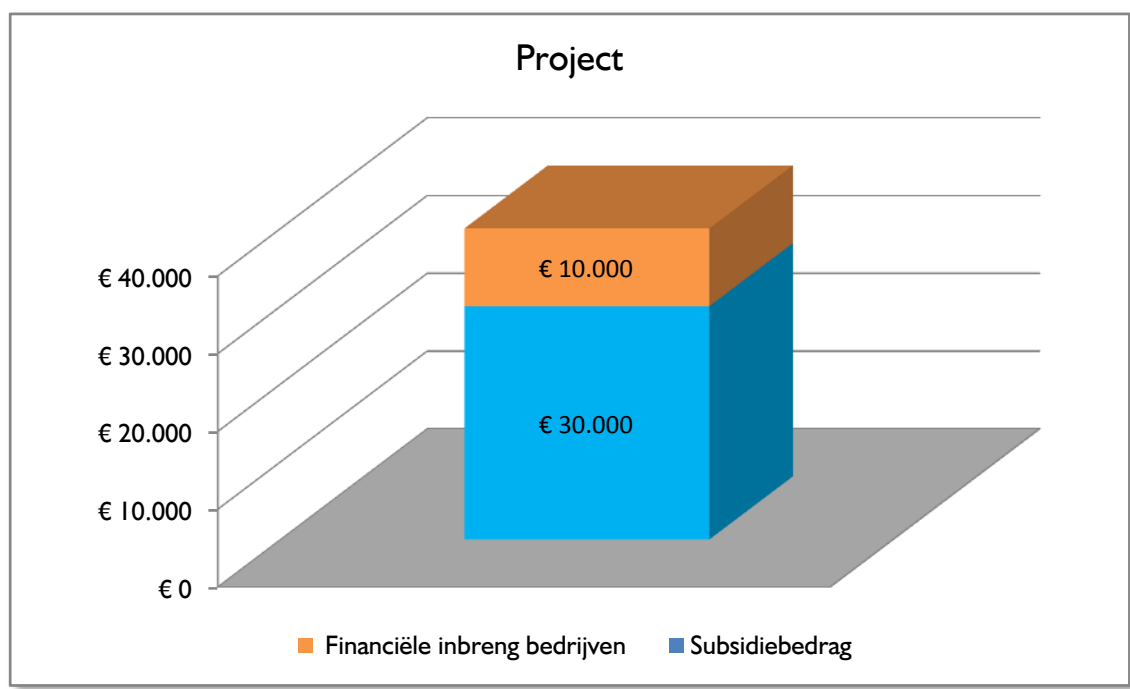 Project
€ 40.000
€ 30.000
€ 20.000
€ 10.000
€ 0
€ 10.000
€ 30.000
Financiële inbreng bedrijven
Subsidiebedrag